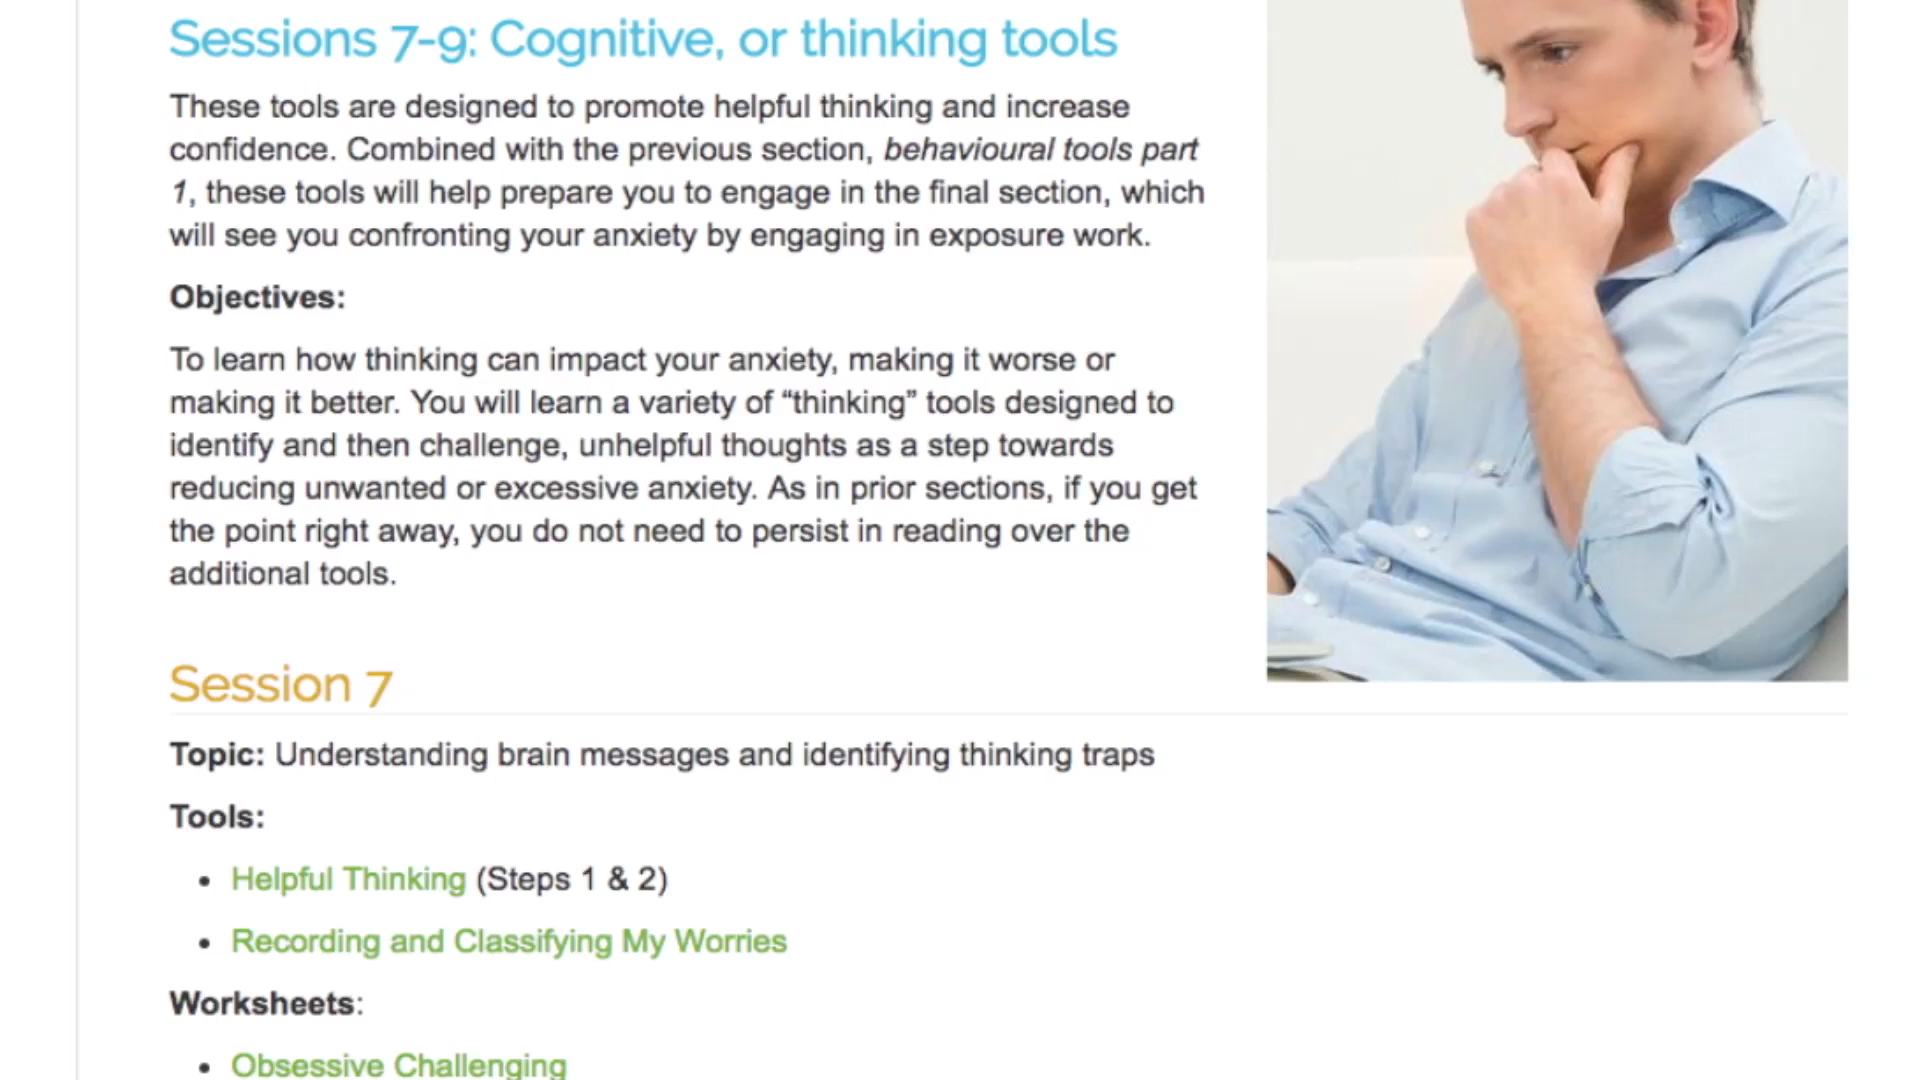 Sessions 7-9: Cognitive, or thinking tools
These tools are designed to promote helpful thinking and increase
confidence. Combined with the previous section, behavioural tools part
1, these tools will help prepare you to engage in the final section, which
will see you confronting your anxiety by engaging in exposure work.
Objectives:
To learn how thinking can impact your anxiety, making it worse or
making it better. You will learn a variety of “thinking” tools designed to
identify and then challenge, unhelpful thoughts as a step towards
reducing unwanted or excessive anxiety. As in prior sections, if you get
the point right away, you do not need to persist in reading over the
additional tools.
Session 7
Topic: Understanding brain messages and identifying thinking traps
Tools:
• Helpful Thinking (Steps 1 & 2)
• Recording and Classifying My Worries
Worksheets:
• Obsessive Challenging